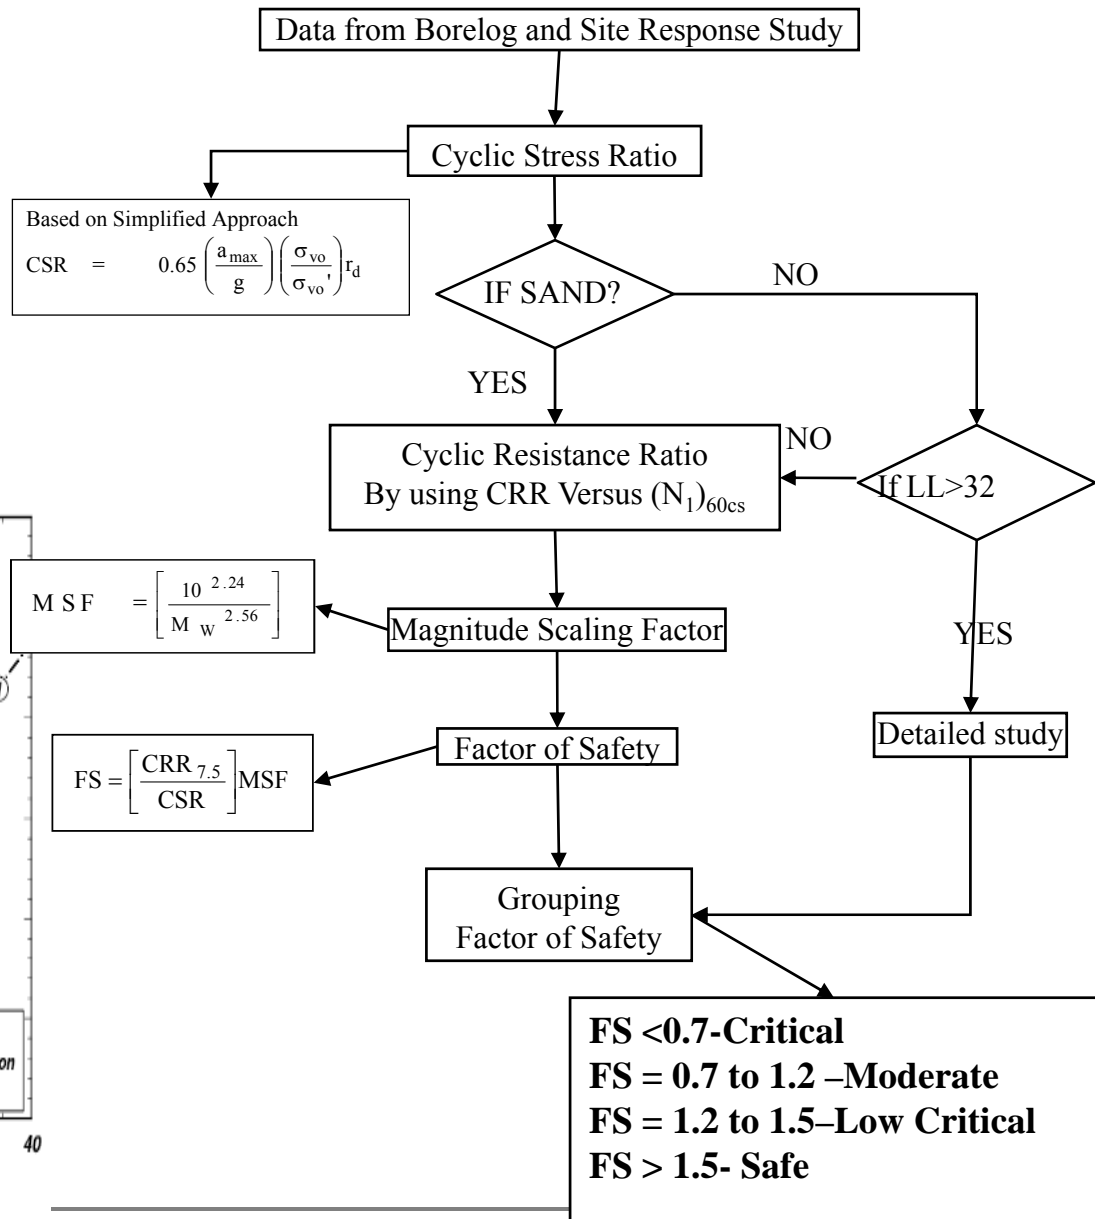 Data from Borelog and Site Response Study
Cyclic Stress Ratio
Based on Simplified Approach
CSR = 0.65 (a_max / g) (σ_vo / σ_vo') r_d
IF SAND?
NO
YES
Cyclic Resistance Ratio
By using CRR Versus (N₁)₆₀cs
NO
If LL>32
M S F = [10 ^2.24 / M _W ^2.56]
Magnitude Scaling Factor
YES
Factor of Safety
Detailed study
FS = [CRR _7.5 / CSR] MSF
Grouping
Factor of Safety
FS <0.7-Critical
FS = 0.7 to 1.2 –Moderate
FS = 1.2 to 1.5–Low Critical
FS > 1.5- Safe
on
40